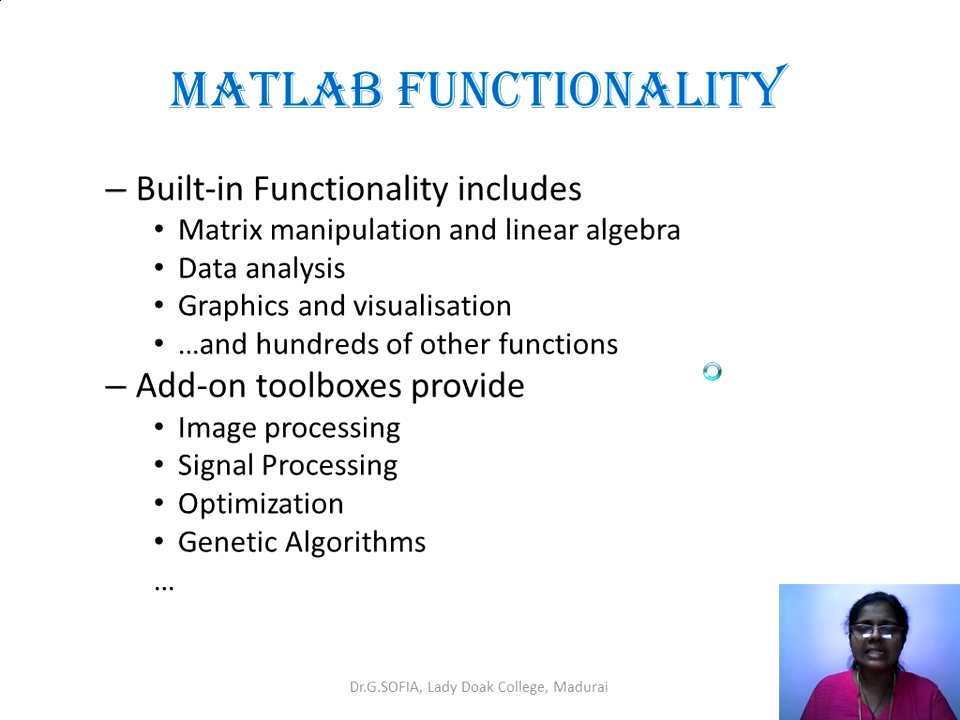 MATLAB FUNCTIONALITY
– Built-in Functionality includes
• Matrix manipulation and linear algebra
• Data analysis
• Graphics and visualisation
• …and hundreds of other functions
– Add-on toolboxes provide
• Image processing
• Signal Processing
• Optimization
• Genetic Algorithms
…
Dr.G.SOFIA, Lady Doak College, Madurai